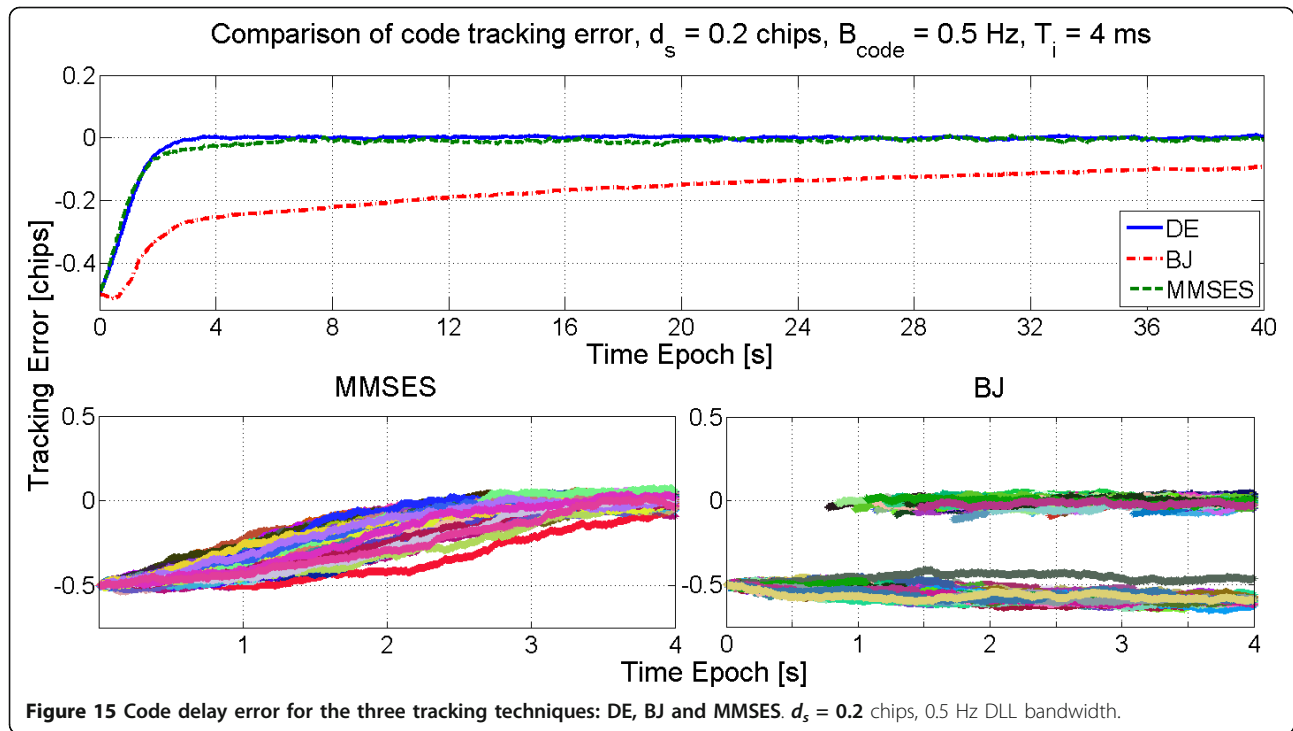 Comparison of code tracking error, d_s = 0.2 chips, B_code = 0.5 Hz, T_i = 4 ms
0.2
0
-0.2
-0.4
DE
BJ
MMSES
0 4 8 12 16 20 24 28 32 36 40
Time Epoch [s]
Tracking Error [chips]
MMSES
0.5
0
-0.5
1 2 3 4
BJ
0.5
0
-0.5
0 1 2 3 4
Time Epoch [s]
Figure 15 Code delay error for the three tracking techniques: DE, BJ and MMSES. d_s = 0.2 chips, 0.5 Hz DLL bandwidth.